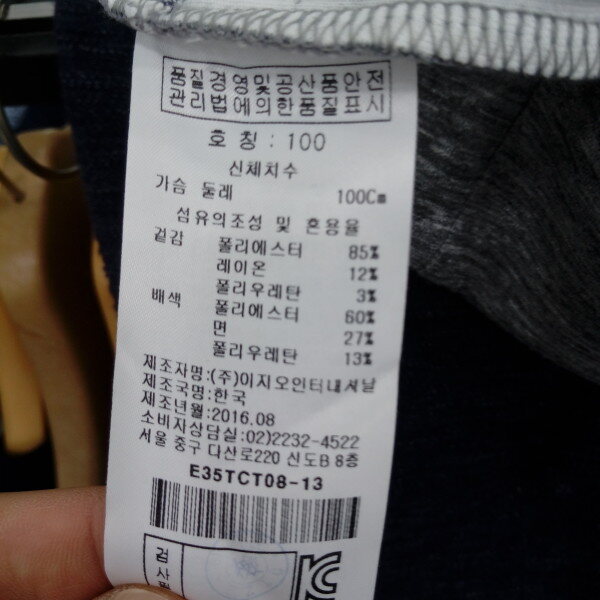 품질경영및공산품안전
관리법에의한품질표시
호 칭 : 100
신체치수
가슴 둘레 100Cm
섬유의조성 및 혼용율
겉감 폴리에스터 85%
레이온 12%
폴리우레탄 3%
배색 폴리에스터 60%
면 27%
폴리우레탄 13%
제조자명:(주)이지오인터내셔날
제조국명:한국
제조년월:2016.08
소비자상담실:02)2232-4522
서울 중구 다산로220 신도B 8층
E35TCT08-13
검사